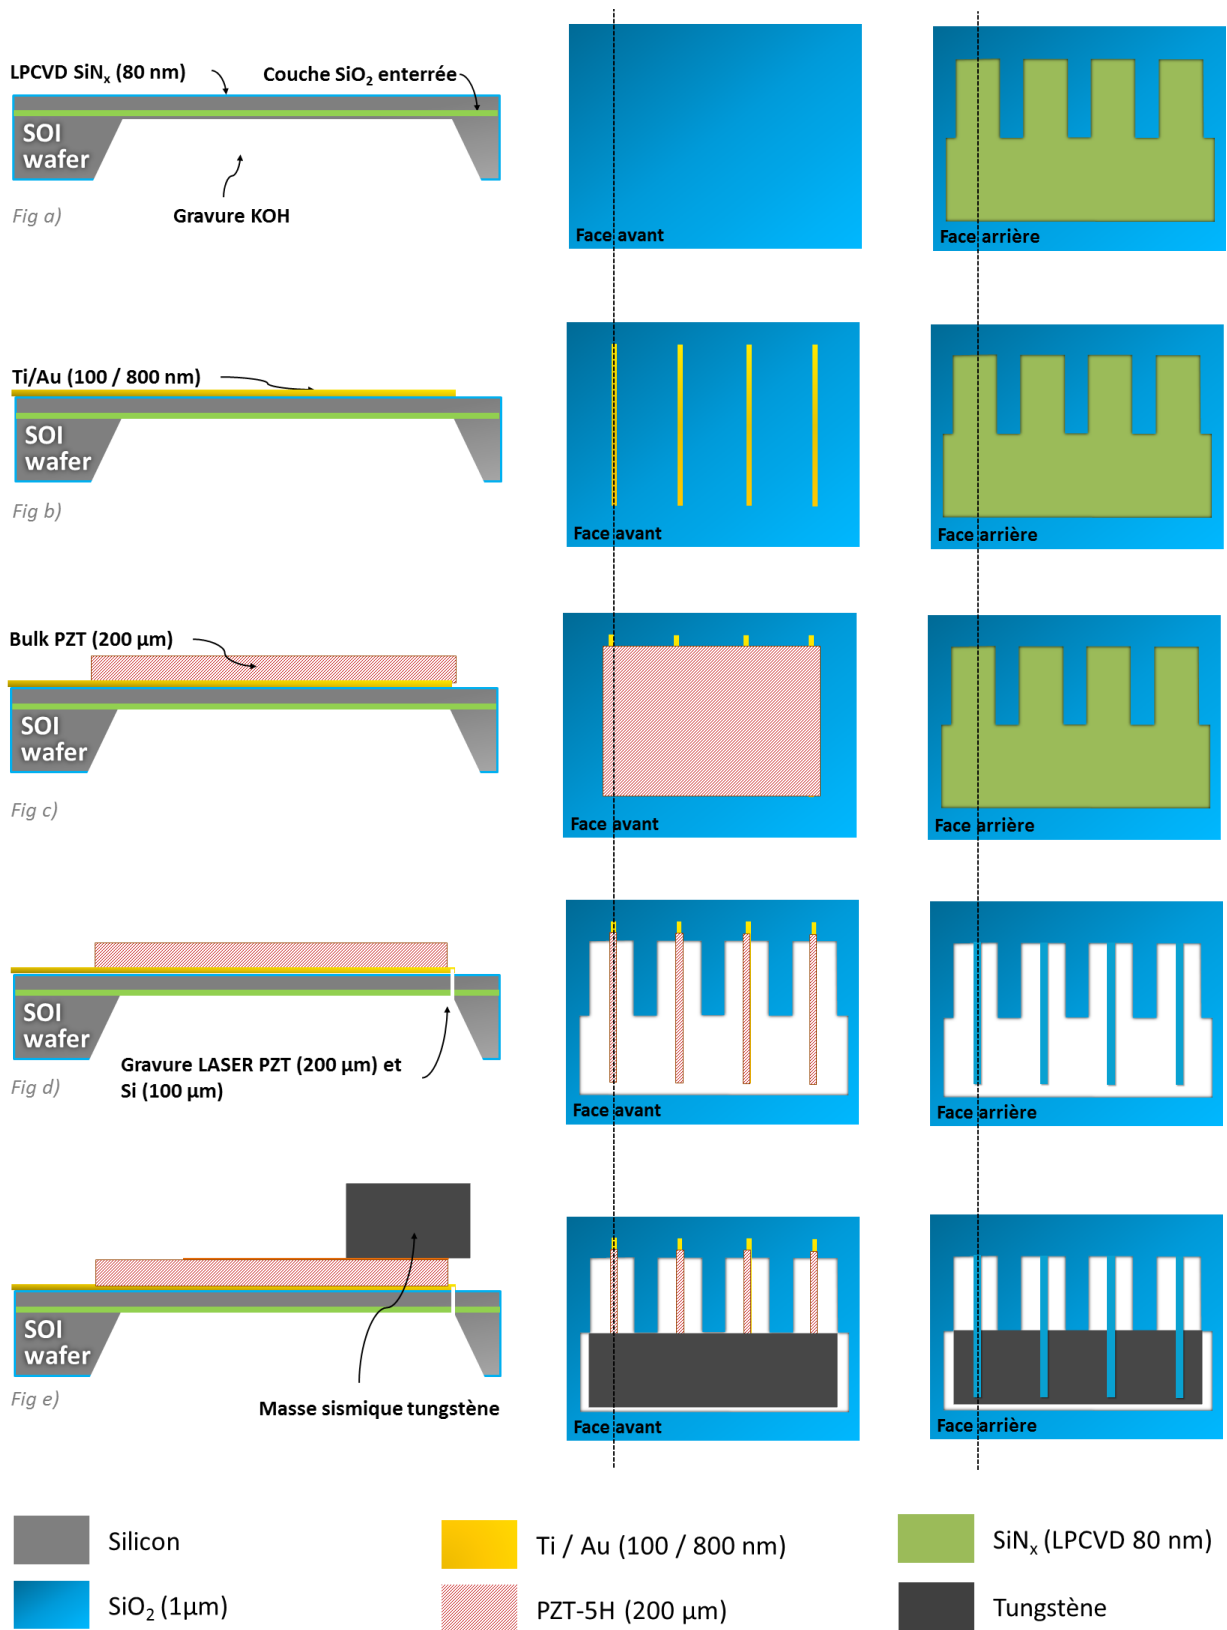 LPCVD SiNx (80 nm)
Couche SiO2 enterrée
SOI
wafer
Gravure KOH
Fig a)
Face avant
Face arrière
Ti/Au (100 / 800 nm)
SOI
wafer
Fig b)
Face avant
Face arrière
Bulk PZT (200 µm)
SOI
wafer
Fig c)
Face avant
Face arrière
SOI
wafer
Gravure LASER PZT (200 µm) et
Si (100 µm)
Fig d)
Face avant
Face arrière
SOI
wafer
Fig e)
Masse sismique tungstène
Face avant
Face arrière
Silicon
Ti / Au (100 / 800 nm)
SiNx (LPCVD 80 nm)
SiO2 (1µm)
PZT-5H (200 µm)
Tungstène